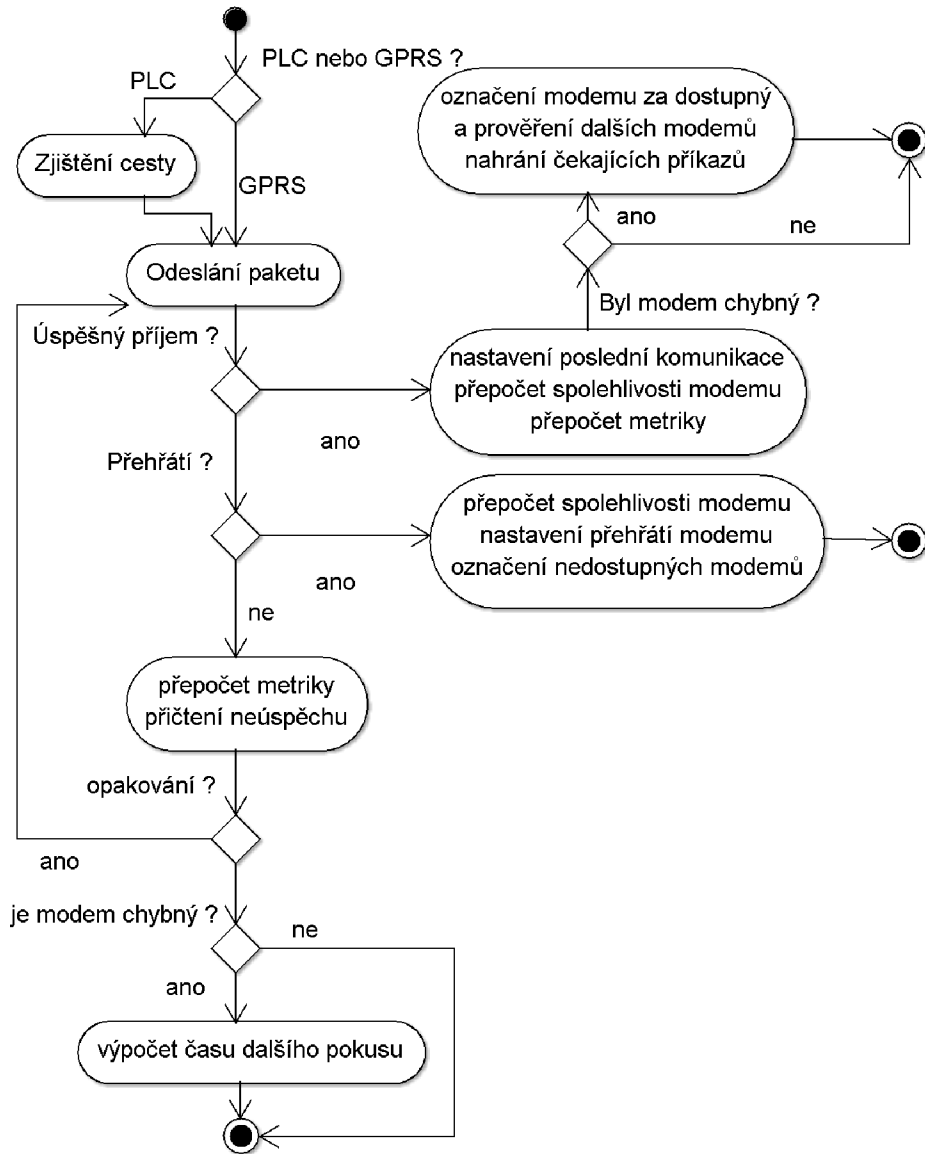 PLC nebo GPRS ?
PLC
Zjištění cesty
GPRS
Odeslání paketu
Úspěšný příjem ?
ano
nastavení poslední komunikace
přepočet spolehlivosti modemu
přepočet metriky
Byl modem chybný ?
ano
ne
označení modemu za dostupný
a prověření dalších modemů
nahrání čekajících příkazů
Přehřátí ?
ano
přepočet spolehlivosti modemu
nastavení přehřátí modemu
označení nedostupných modemů
ne
přepočet metriky
přičtení neúspěchu
opakování ?
ano
je modem chybný ?
ne
ano
výpočet času dalšího pokusu